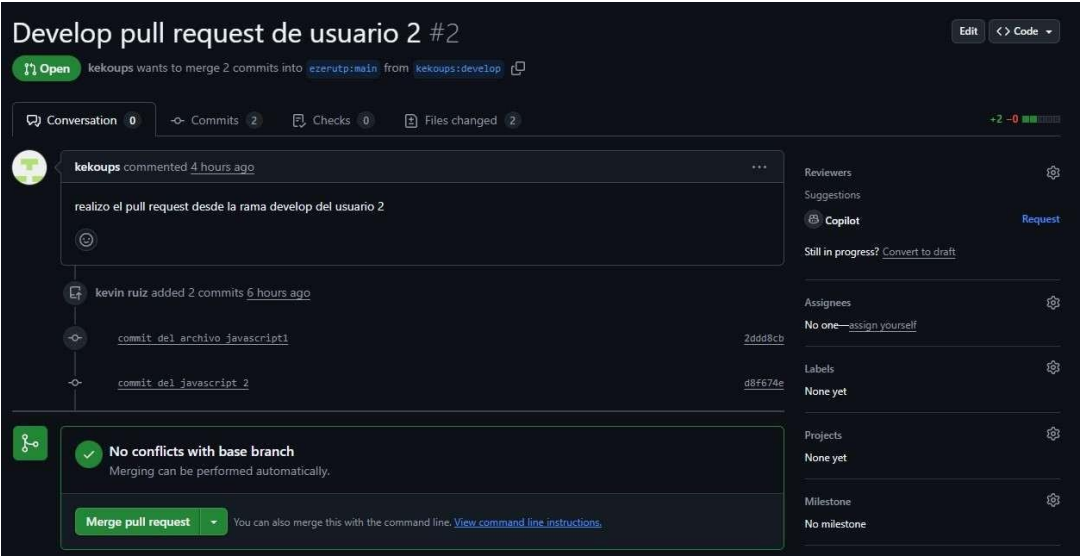 Develop pull request de usuario 2 #2
Edit
<> Code
Open
kekoups wants to merge 2 commits into ezerutp:main from kekoups:develop
Conversation 0
Commits 2
Checks 0
Files changed 2
+2 −0
kekoups commented 4 hours ago
realizo el pull request desde la rama develop del usuario 2
kevin ruiz added 2 commits 6 hours ago
commit del archivo javascript1
2ddd8cb
commit del javascript 2
d8f674e
No conflicts with base branch
Merging can be performed automatically.
Merge pull request
You can also merge this with the command line. View command line instructions.
Reviewers
Suggestions
Copilot
Request
Still in progress? Convert to draft
Assignees
No one—assign yourself
Labels
None yet
Projects
None yet
Milestone
No milestone